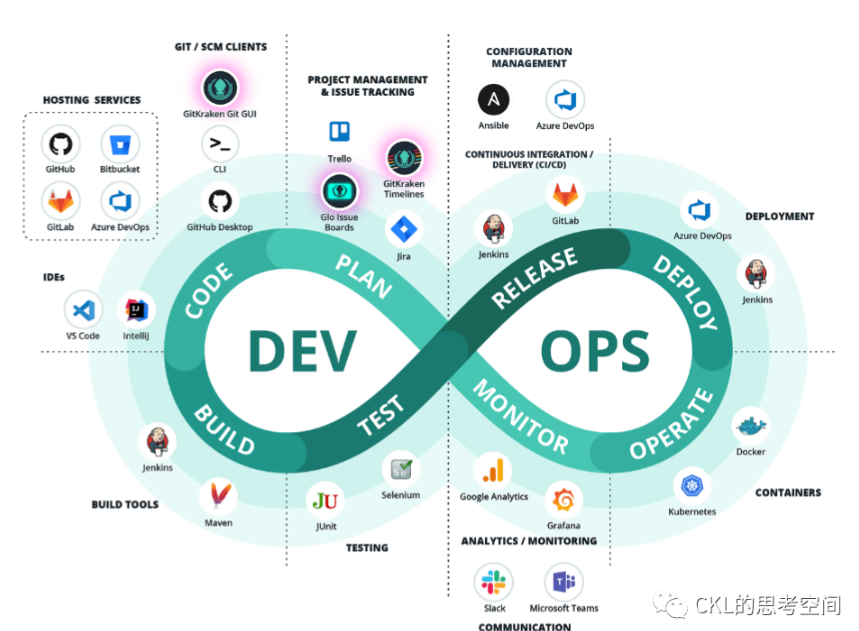 GIT / SCM CLIENTS
GitKraken Git GUI
CLI
GitHub Desktop
HOSTING SERVICES
GitHub
Bitbucket
GitLab
Azure DevOps
IDEs
VS Code
Intellij
PROJECT MANAGEMENT
& ISSUE TRACKING
Trello
GitKraken
Timelines
Glo Issue
Boards
Jira
CONFIGURATION
MANAGEMENT
A
Ansible
Azure DevOps
CONTINUOUS INTEGRATION /
DELIVERY (CI/CD)
GitLab
Jenkins
DEPLOYMENT
Azure DevOps
Jenkins
CODE
PLAN
RELEASE
DEPLOY
DEV
OPS
BUILD
TEST
MONITOR
OPERATE
Jenkins
Maven
BUILD TOOLS
JU
JUnit
Se
Selenium
TESTING
Google Analytics
Grafana
ANALYTICS / MONITORING
Docker
Kubernetes
CONTAINERS
Slack
Microsoft Teams
COMMUNICATION
CKL的思考空间